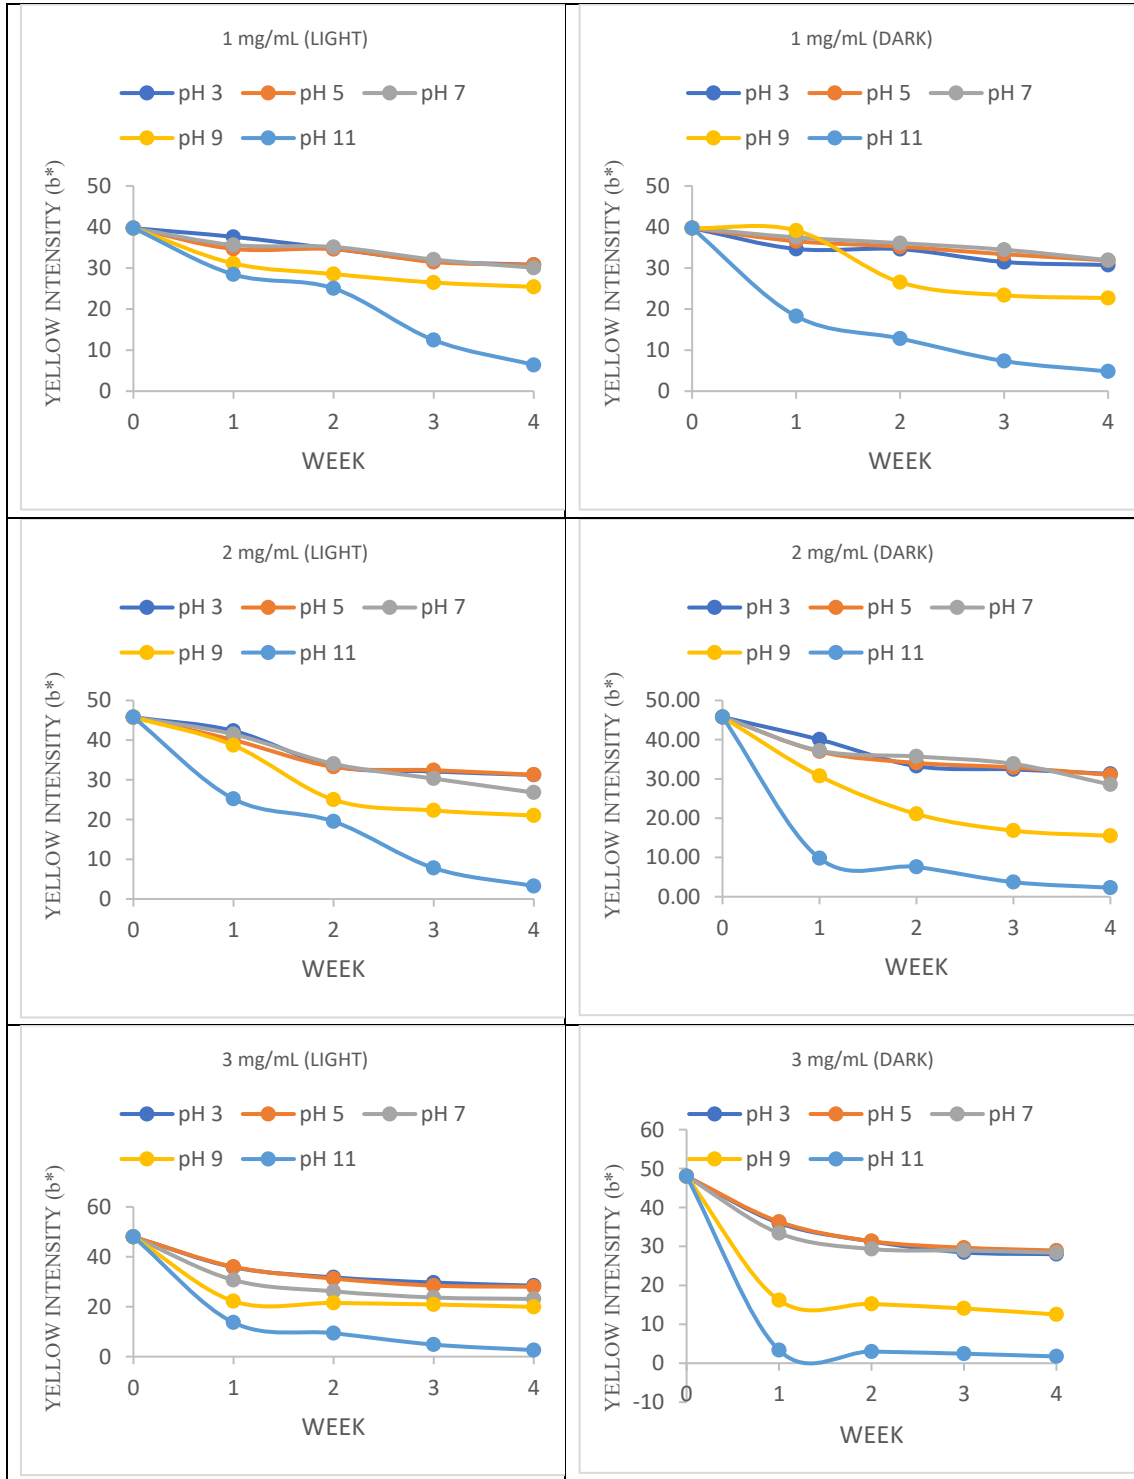 1 mg/mL (LIGHT)
pH 3 pH 5 pH 7
pH 9 pH 11
YELLOW INTENSITY (b*)
50
40
30
20
10
0
0 1 2 3 4
WEEK
1 mg/mL (DARK)
pH 3 pH 5 pH 7
pH 9 pH 11
YELLOW INTENSITY (b*)
50
40
30
20
10
0
0 1 2 3 4
WEEK
2 mg/mL (LIGHT)
pH 3 pH 5 pH 7
pH 9 pH 11
YELLOW INTENSITY (b*)
50
40
30
20
10
0
0 1 2 3 4
WEEK
2 mg/mL (DARK)
pH 3 pH 5 pH 7
pH 9 pH 11
YELLOW INTENSITY (b*)
50.00
40.00
30.00
20.00
10.00
0.00
0 1 2 3 4
WEEK
3 mg/mL (LIGHT)
pH 3 pH 5 pH 7
pH 9 pH 11
YELLOW INTENSITY (b*)
60
40
20
0
0 1 2 3 4
WEEK
3 mg/mL (DARK)
pH 3 pH 5 pH 7
pH 9 pH 11
YELLOW INTENSITY (b*)
60
50
40
30
20
10
0
-10
0 1 2 3 4
WEEK